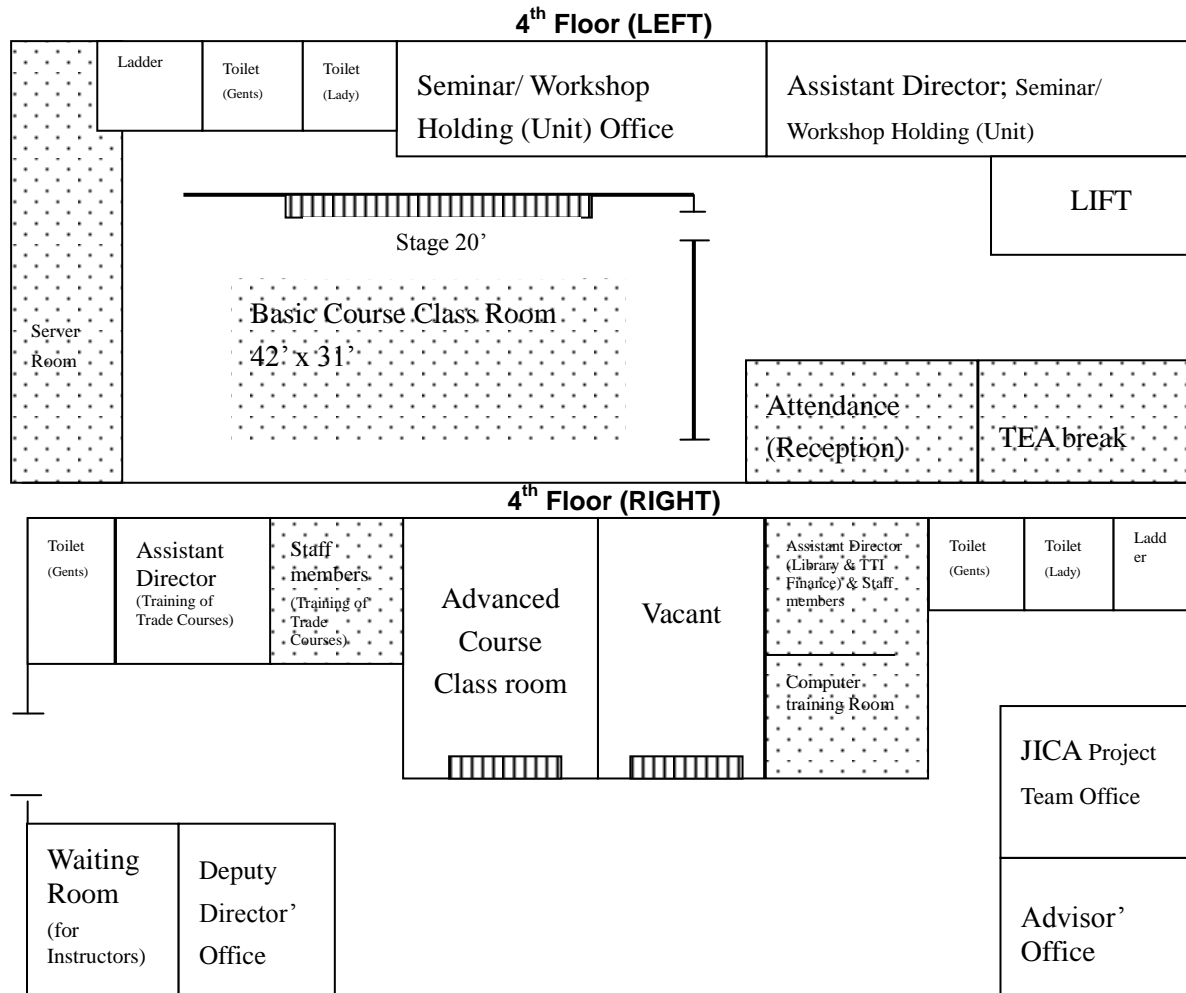 4th Floor (LEFT)
Ladder
Toilet
(Gents)
Toilet
(Lady)
Seminar/ Workshop
Holding (Unit) Office
Assistant Director; Seminar/
Workshop Holding (Unit)
LIFT
Stage 20’
Basic Course Class Room
42’ x 31’
Server
Room
Attendance
(Reception)
TEA break
4th Floor (RIGHT)
Toilet
(Gents)
Assistant
Director
(Training of
Trade Courses)
Staff
members
(Training of
Trade
Courses)
Advanced
Course
Class room
Vacant
Assistant Director
(Library & TTI
Finance) & Staff
members
Computer
training Room
Toilet
(Gents)
Toilet
(Lady)
Ladd
er
JICA Project
Team Office
Waiting
Room
(for
Instructors)
Deputy
Director’
Office
Advisor’
Office